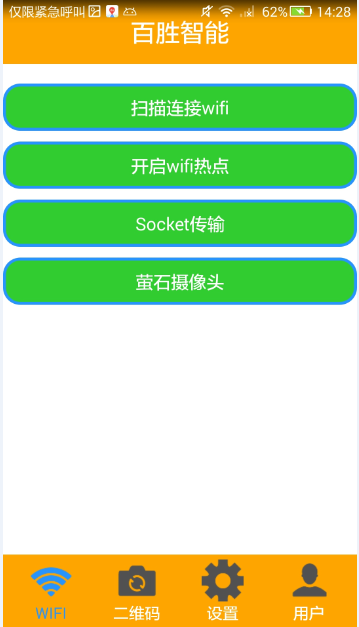 仅限紧急呼叫 62% 14:28
百胜智能
扫描连接wifi
开启wifi热点
Socket传输
萤石摄像头
WIFI 二维码 设置 用户